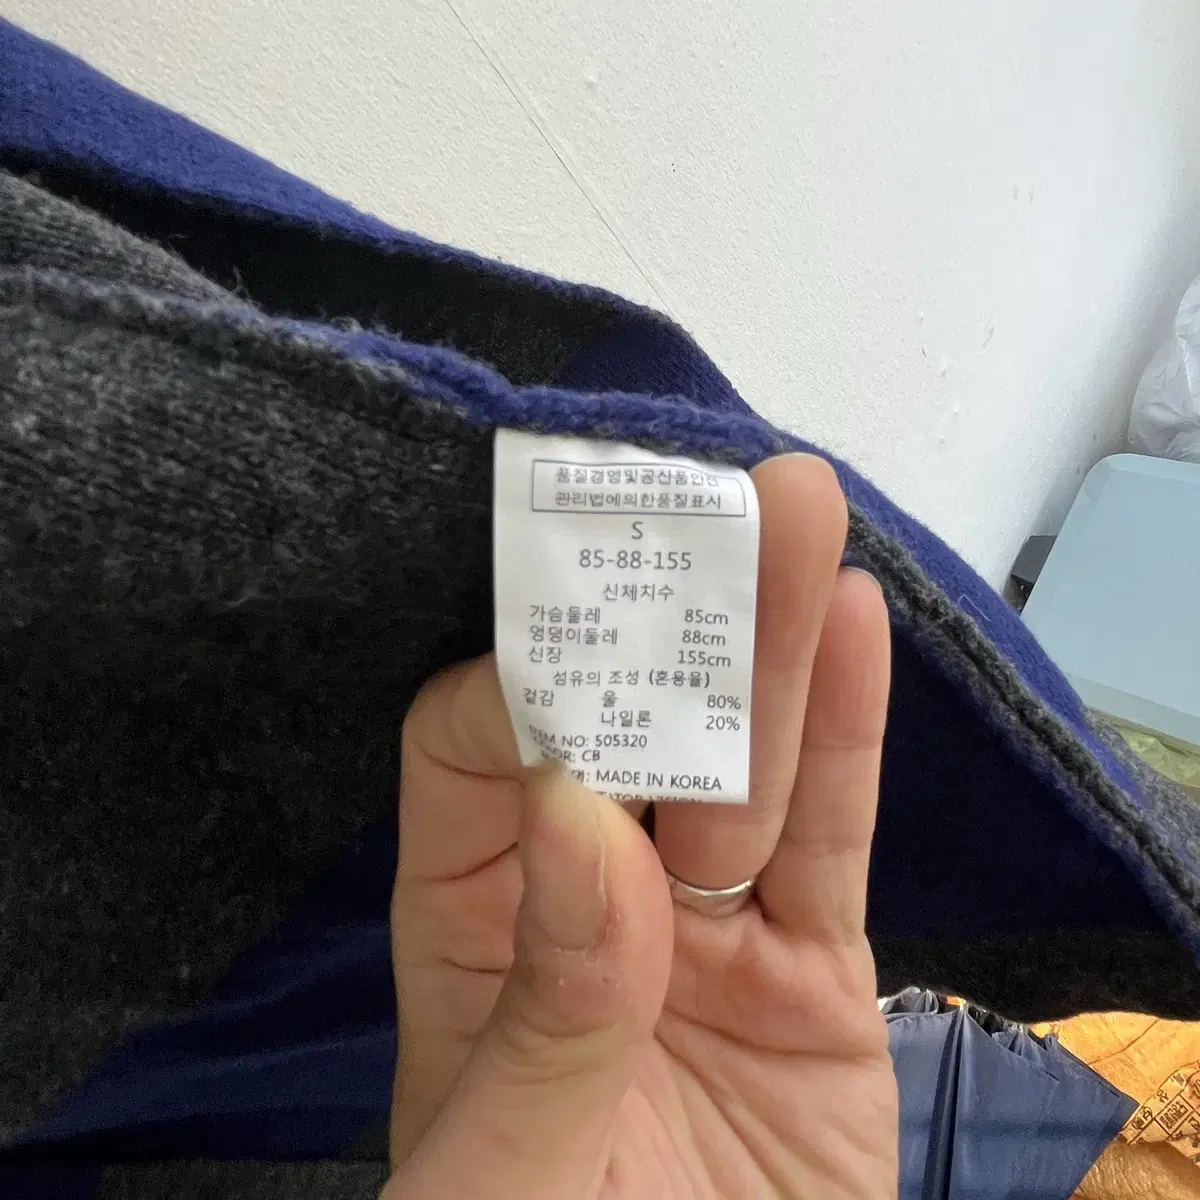 품질경영및공산품안전
관리법에의한품질표시
S
85-88-155
신체치수
가슴둘레 85cm
엉덩이둘레 88cm
신장 155cm
섬유의 조성 (혼용율)
겉감 울 80%
나일론 20%
NO: 505320
CB
MADE IN KOREA